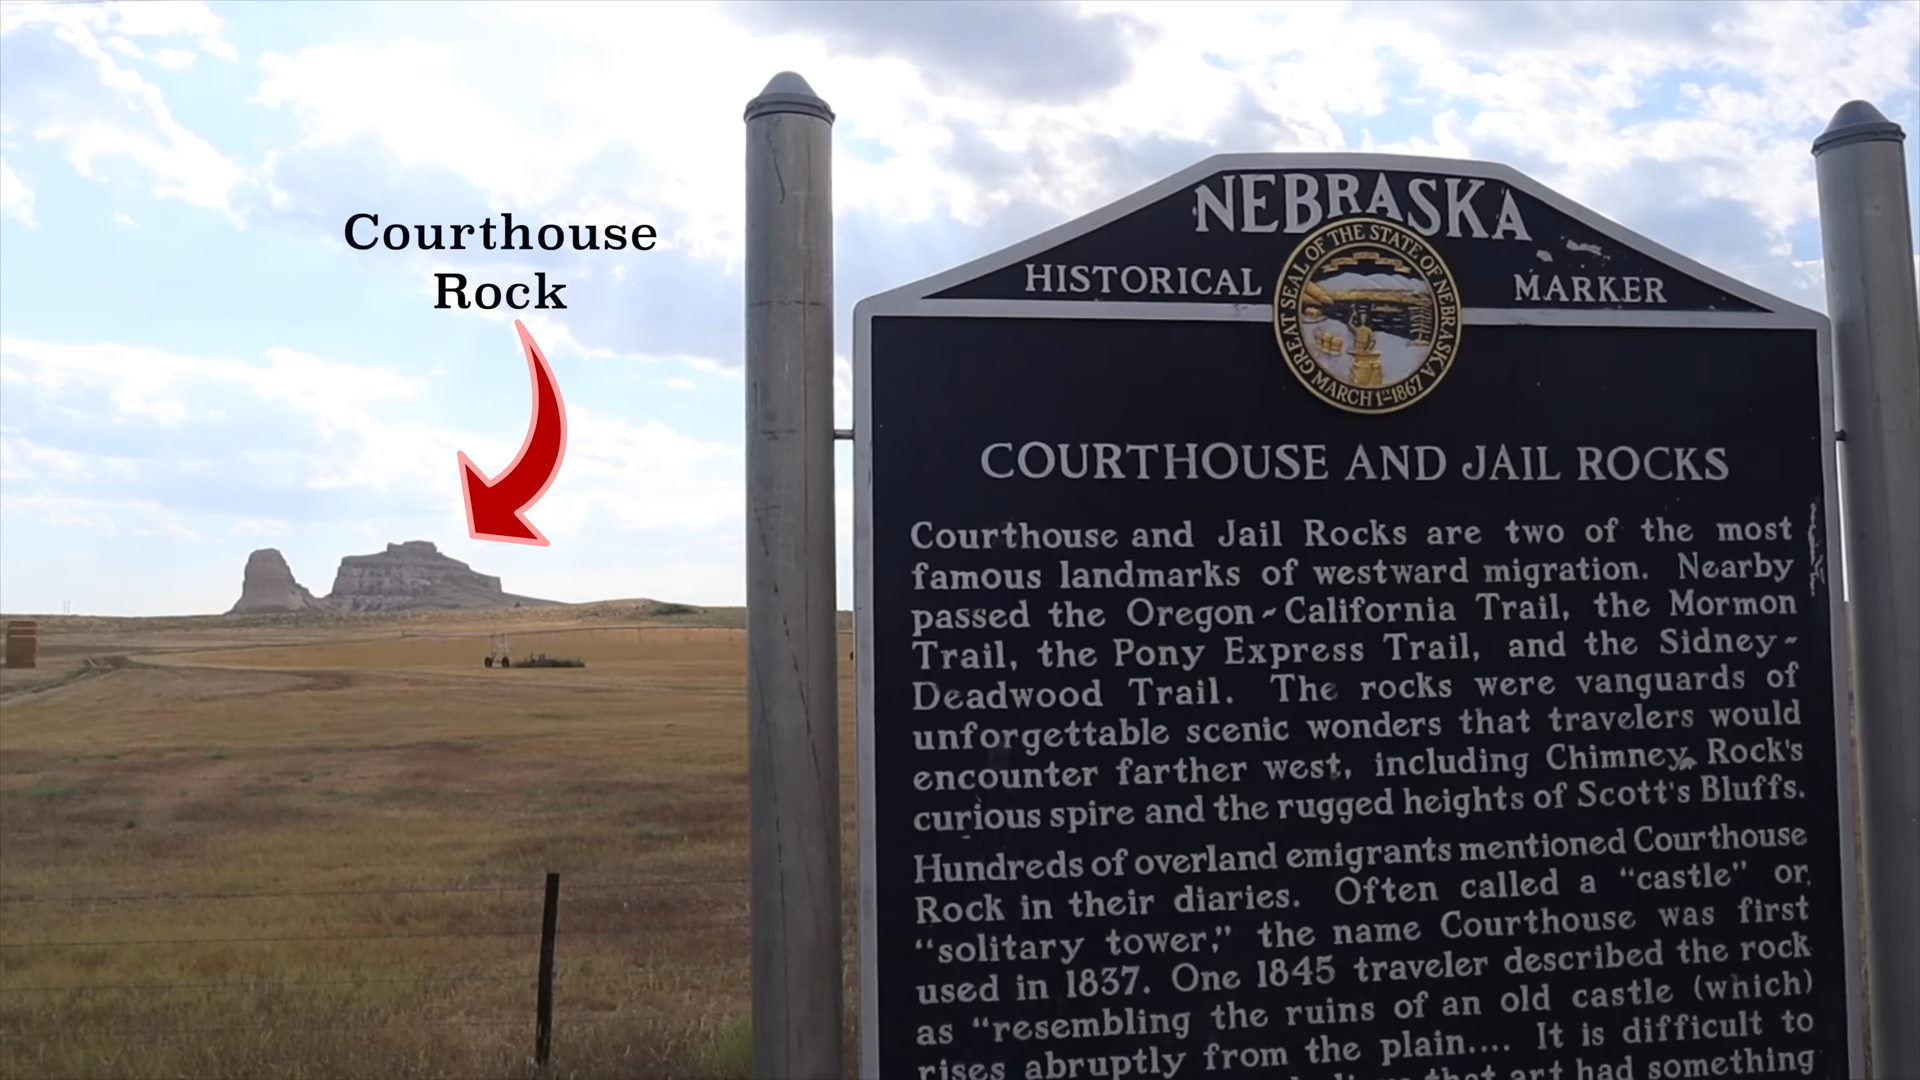 Courthouse
Rock
NEBRASKA
HISTORICAL MARKER
GREAT SEAL OF THE STATE OF NEBRASKA
MARCH 1ST 1867
COURTHOUSE AND JAIL ROCKS
Courthouse and Jail Rocks are two of the most
famous landmarks of westward migration. Nearby
passed the Oregon-California Trail, the Mormon
Trail, the Pony Express Trail, and the Sidney-
Deadwood Trail. The rocks were vanguards of
unforgettable scenic wonders that travelers would
encounter farther west, including Chimney Rock's
curious spire and the rugged heights of Scott's Bluffs.
Hundreds of overland emigrants mentioned Courthouse
Rock in their diaries. Often called a “castle” or
“solitary tower,” the name Courthouse was first
used in 1837. One 1845 traveler described the rock
as “resembling the ruins of an old castle (which)
rises abruptly from the plain.... It is difficult to
that art had something